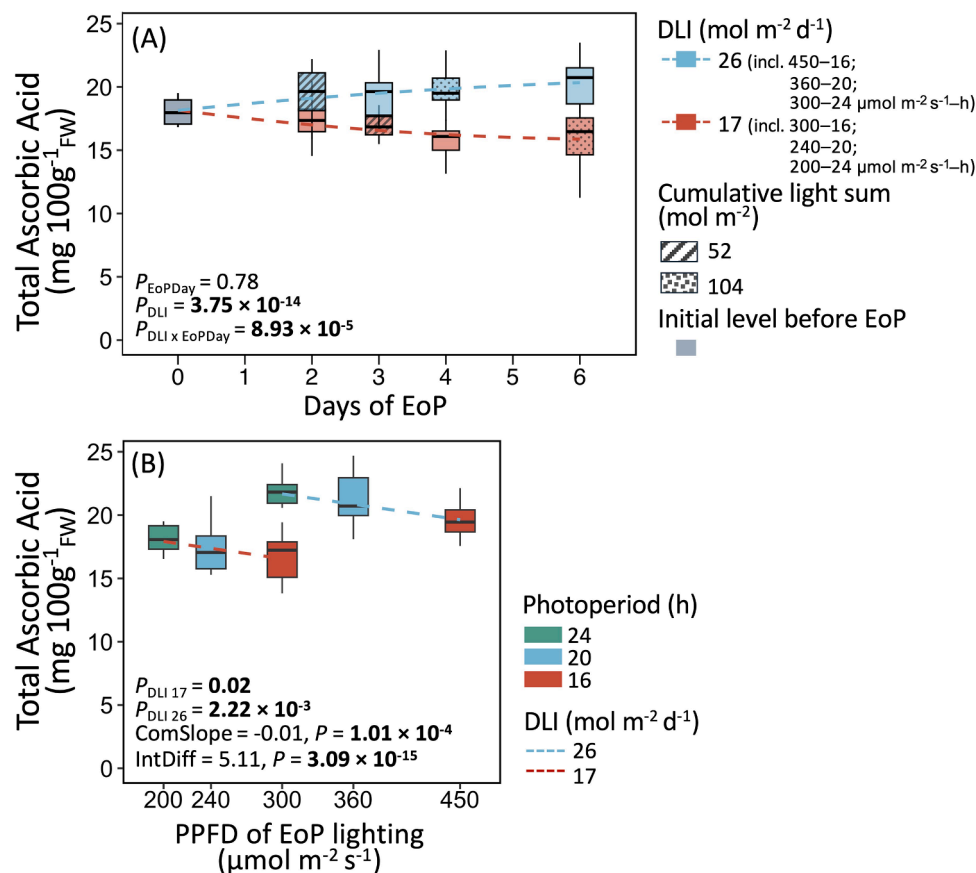 (A)
25
20
15
10
5
0
Total Ascorbic Acid
(mg 100g⁻¹FW)
P_EoPDay = 0.78
P_DLI = 3.75 × 10⁻¹⁴
P_DLI x EoPDay = 8.93 × 10⁻⁵
0 1 2 3 4 5 6
Days of EoP
DLI (mol m⁻² d⁻¹)
26 (incl. 450–16;
360–20;
300–24 µmol m⁻² s⁻¹–h)
17 (incl. 300–16;
240–20;
200–24 µmol m⁻² s⁻¹–h)
Cumulative light sum
(mol m⁻²)
52
104
Initial level before EoP
(B)
25
20
15
10
5
0
Total Ascorbic Acid
(mg 100g⁻¹FW)
P_DLI 17 = 0.02
P_DLI 26 = 2.22 × 10⁻³
ComSlope = -0.01, P = 1.01 × 10⁻⁴
IntDiff = 5.11, P = 3.09 × 10⁻¹⁵
200 240 300 360 450
PPFD of EoP lighting
(µmol m⁻² s⁻¹)
Photoperiod (h)
24
20
16
DLI (mol m⁻² d⁻¹)
26
17